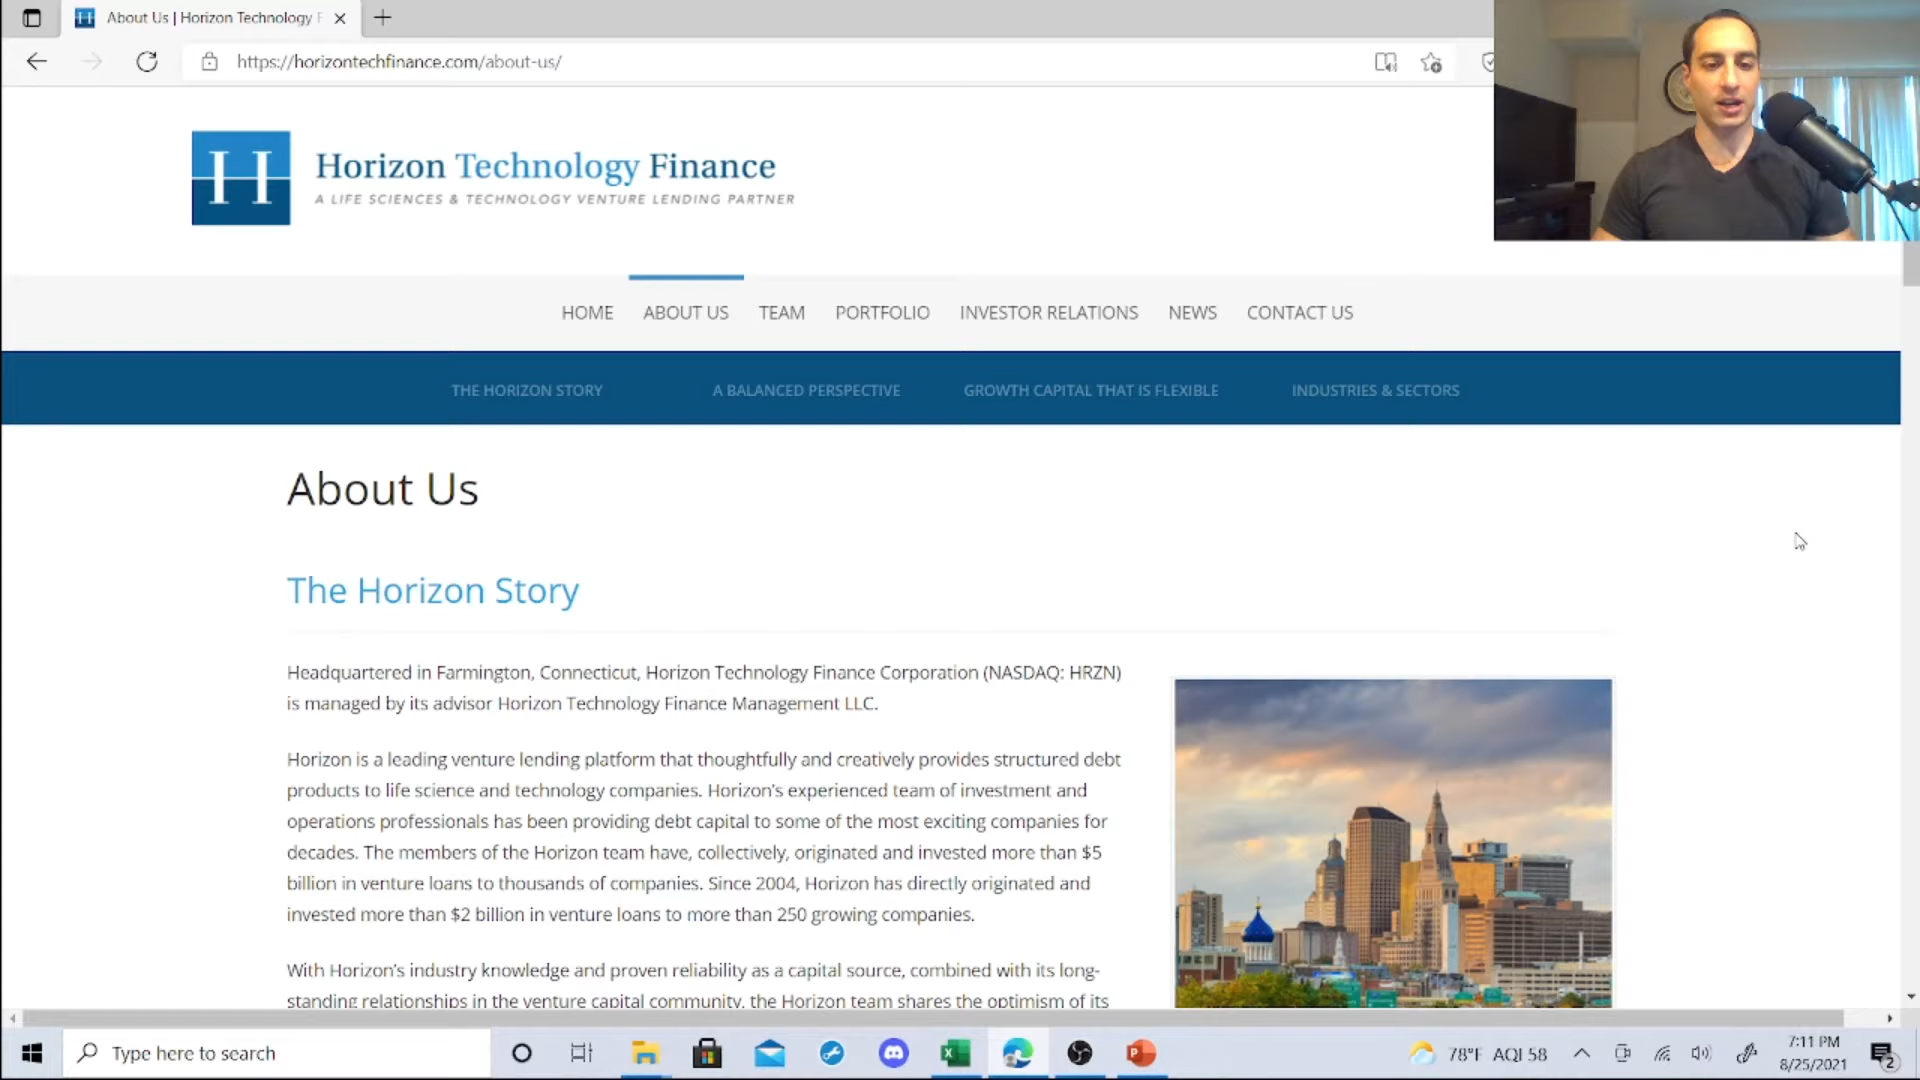 About Us | Horizon Technology F
https://horizontechfinance.com/about-us/
H
Horizon Technology Finance
A LIFE SCIENCES & TECHNOLOGY VENTURE LENDING PARTNER
HOME ABOUT US TEAM PORTFOLIO INVESTOR RELATIONS NEWS CONTACT US
THE HORIZON STORY A BALANCED PERSPECTIVE GROWTH CAPITAL THAT IS FLEXIBLE INDUSTRIES & SECTORS
About Us
The Horizon Story
Headquartered in Farmington, Connecticut, Horizon Technology Finance Corporation (NASDAQ: HRZN)
is managed by its advisor Horizon Technology Finance Management LLC.
Horizon is a leading venture lending platform that thoughtfully and creatively provides structured debt
products to life science and technology companies. Horizon's experienced team of investment and
operations professionals has been providing debt capital to some of the most exciting companies for
decades. The members of the Horizon team have, collectively, originated and invested more than $5
billion in venture loans to thousands of companies. Since 2004, Horizon has directly originated and
invested more than $2 billion in venture loans to more than 250 growing companies.
With Horizon's industry knowledge and proven reliability as a capital source, combined with its long-
standing relationships in the venture capital community, the Horizon team shares the optimism of its
Type here to search
78°F AQI 58
7:11 PM
8/25/2021
2